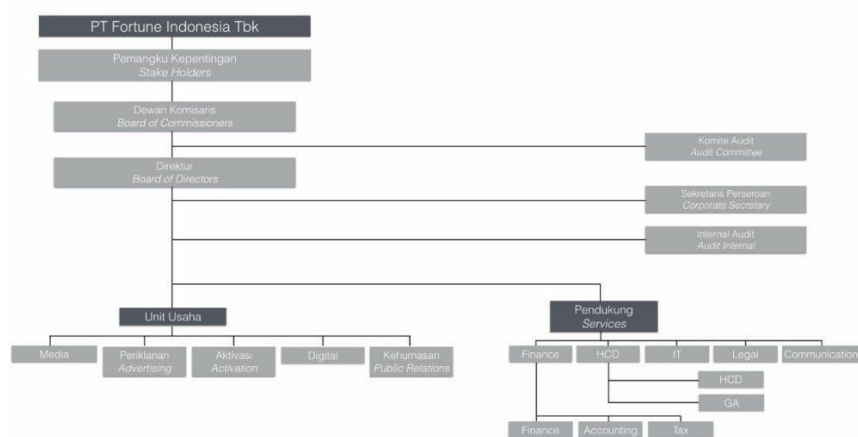 PT Fortune Indonesia Tbk
Pemangku Kepentingan
Stake Holders
Dewan Komisaris
Board of Commissioners
Komite Audit
Audit Committee
Direktur
Board of Directors
Sekretaris Perseroan
Corporate Secretary
Internal Audit
Audit Internal
Unit Usaha
Pendukung
Services
Media
Periklanan
Advertising
Aktivasi
Activation
Digital
Kehumasan
Public Relations
Finance
HCD
IT
Legal
Communication
HCD
GA
Finance
Accounting
Tax